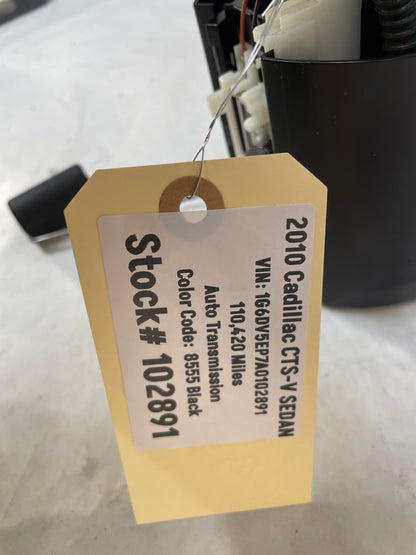 2010 Cadillac CTS-V SEDAN
VIN: 1G6DV5EP7A0102891
110,420 Miles
Auto Transmission
Color Code: 8555 Black
Stock# 102891